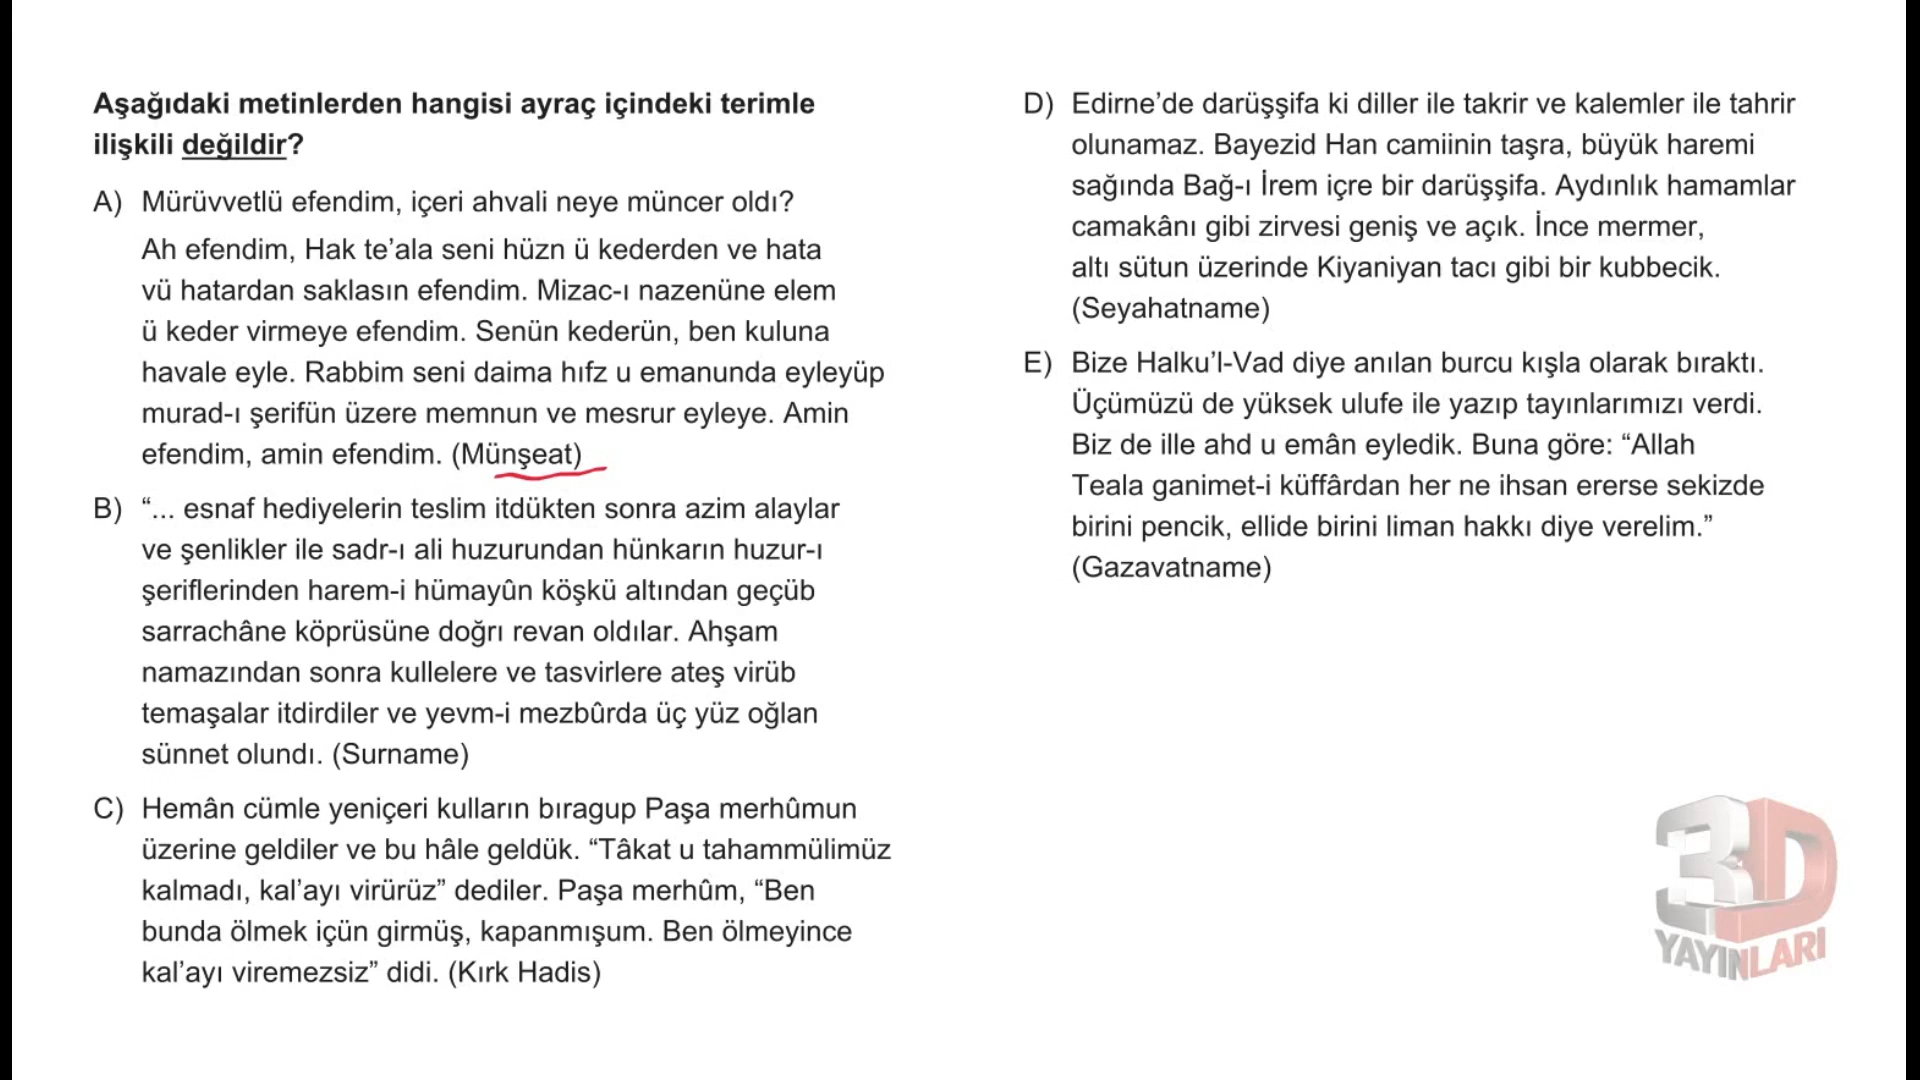 Aşağıdaki metinlerden hangisi ayraç içindeki terimle
ilişkili değildir?
A) Mürüvvetlü efendim, içeri ahvali neye müncer oldı?
Ah efendim, Hak te’ala seni hüzn ü kederden ve hata
vü hatardan saklasın efendim. Mizac-ı nazenüne elem
ü keder virmeye efendim. Senün kederün, ben kuluna
havale eyle. Rabbim seni daima hıfz u emanunda eyleyüp
murad-ı şerifün üzere memnun ve mesrur eyleye. Amin
efendim, amin efendim. (Münşeat)
B) “... esnaf hediyelerin teslim itdükten sonra azim alaylar
ve şenlikler ile sadr-ı ali huzurundan hünkarın huzur-ı
şeriflerinden harem-i hümayûn köşkü altından geçüb
sarrachâne köprüsüne doğrı revan oldılar. Ahşam
namazından sonra kullelere ve tasvirlere ateş virüb
temaşalar itdirdiler ve yevm-i mezbûrda üç yüz oğlan
sünnet olundı. (Surname)
C) Hemân cümle yeniçeri kulların bıragup Paşa merhûmun
üzerine geldiler ve bu hâle geldük. “Tâkat u tahammülimüz
kalmadı, kal’ayı virürüz” dediler. Paşa merhûm, “Ben
bunda ölmek içün girmüş, kapanmışum. Ben ölmeyince
kal’ayı viremezsiz” didi. (Kırk Hadis)
D) Edirne’de darüşşifa ki diller ile takrir ve kalemler ile tahrir
olunamaz. Bayezid Han camiinin taşra, büyük haremi
sağında Bağ-ı İrem içre bir darüşşifa. Aydınlık hamamlar
camakânı gibi zirvesi geniş ve açık. İnce mermer,
altı sütun üzerinde Kiyaniyan tacı gibi bir kubbecik.
(Seyahatname)
E) Bize Halku’l-Vad diye anılan burcu kışla olarak bıraktı.
Üçümüzü de yüksek ulufe ile yazıp tayınlarımızı verdi.
Biz de ille ahd u emân eyledik. Buna göre: “Allah
Teala ganimet-i küffârdan her ne ihsan ererse sekizde
birini pencik, ellide birini liman hakkı diye verelim.”
(Gazavatname)
3D
YAYINLARI